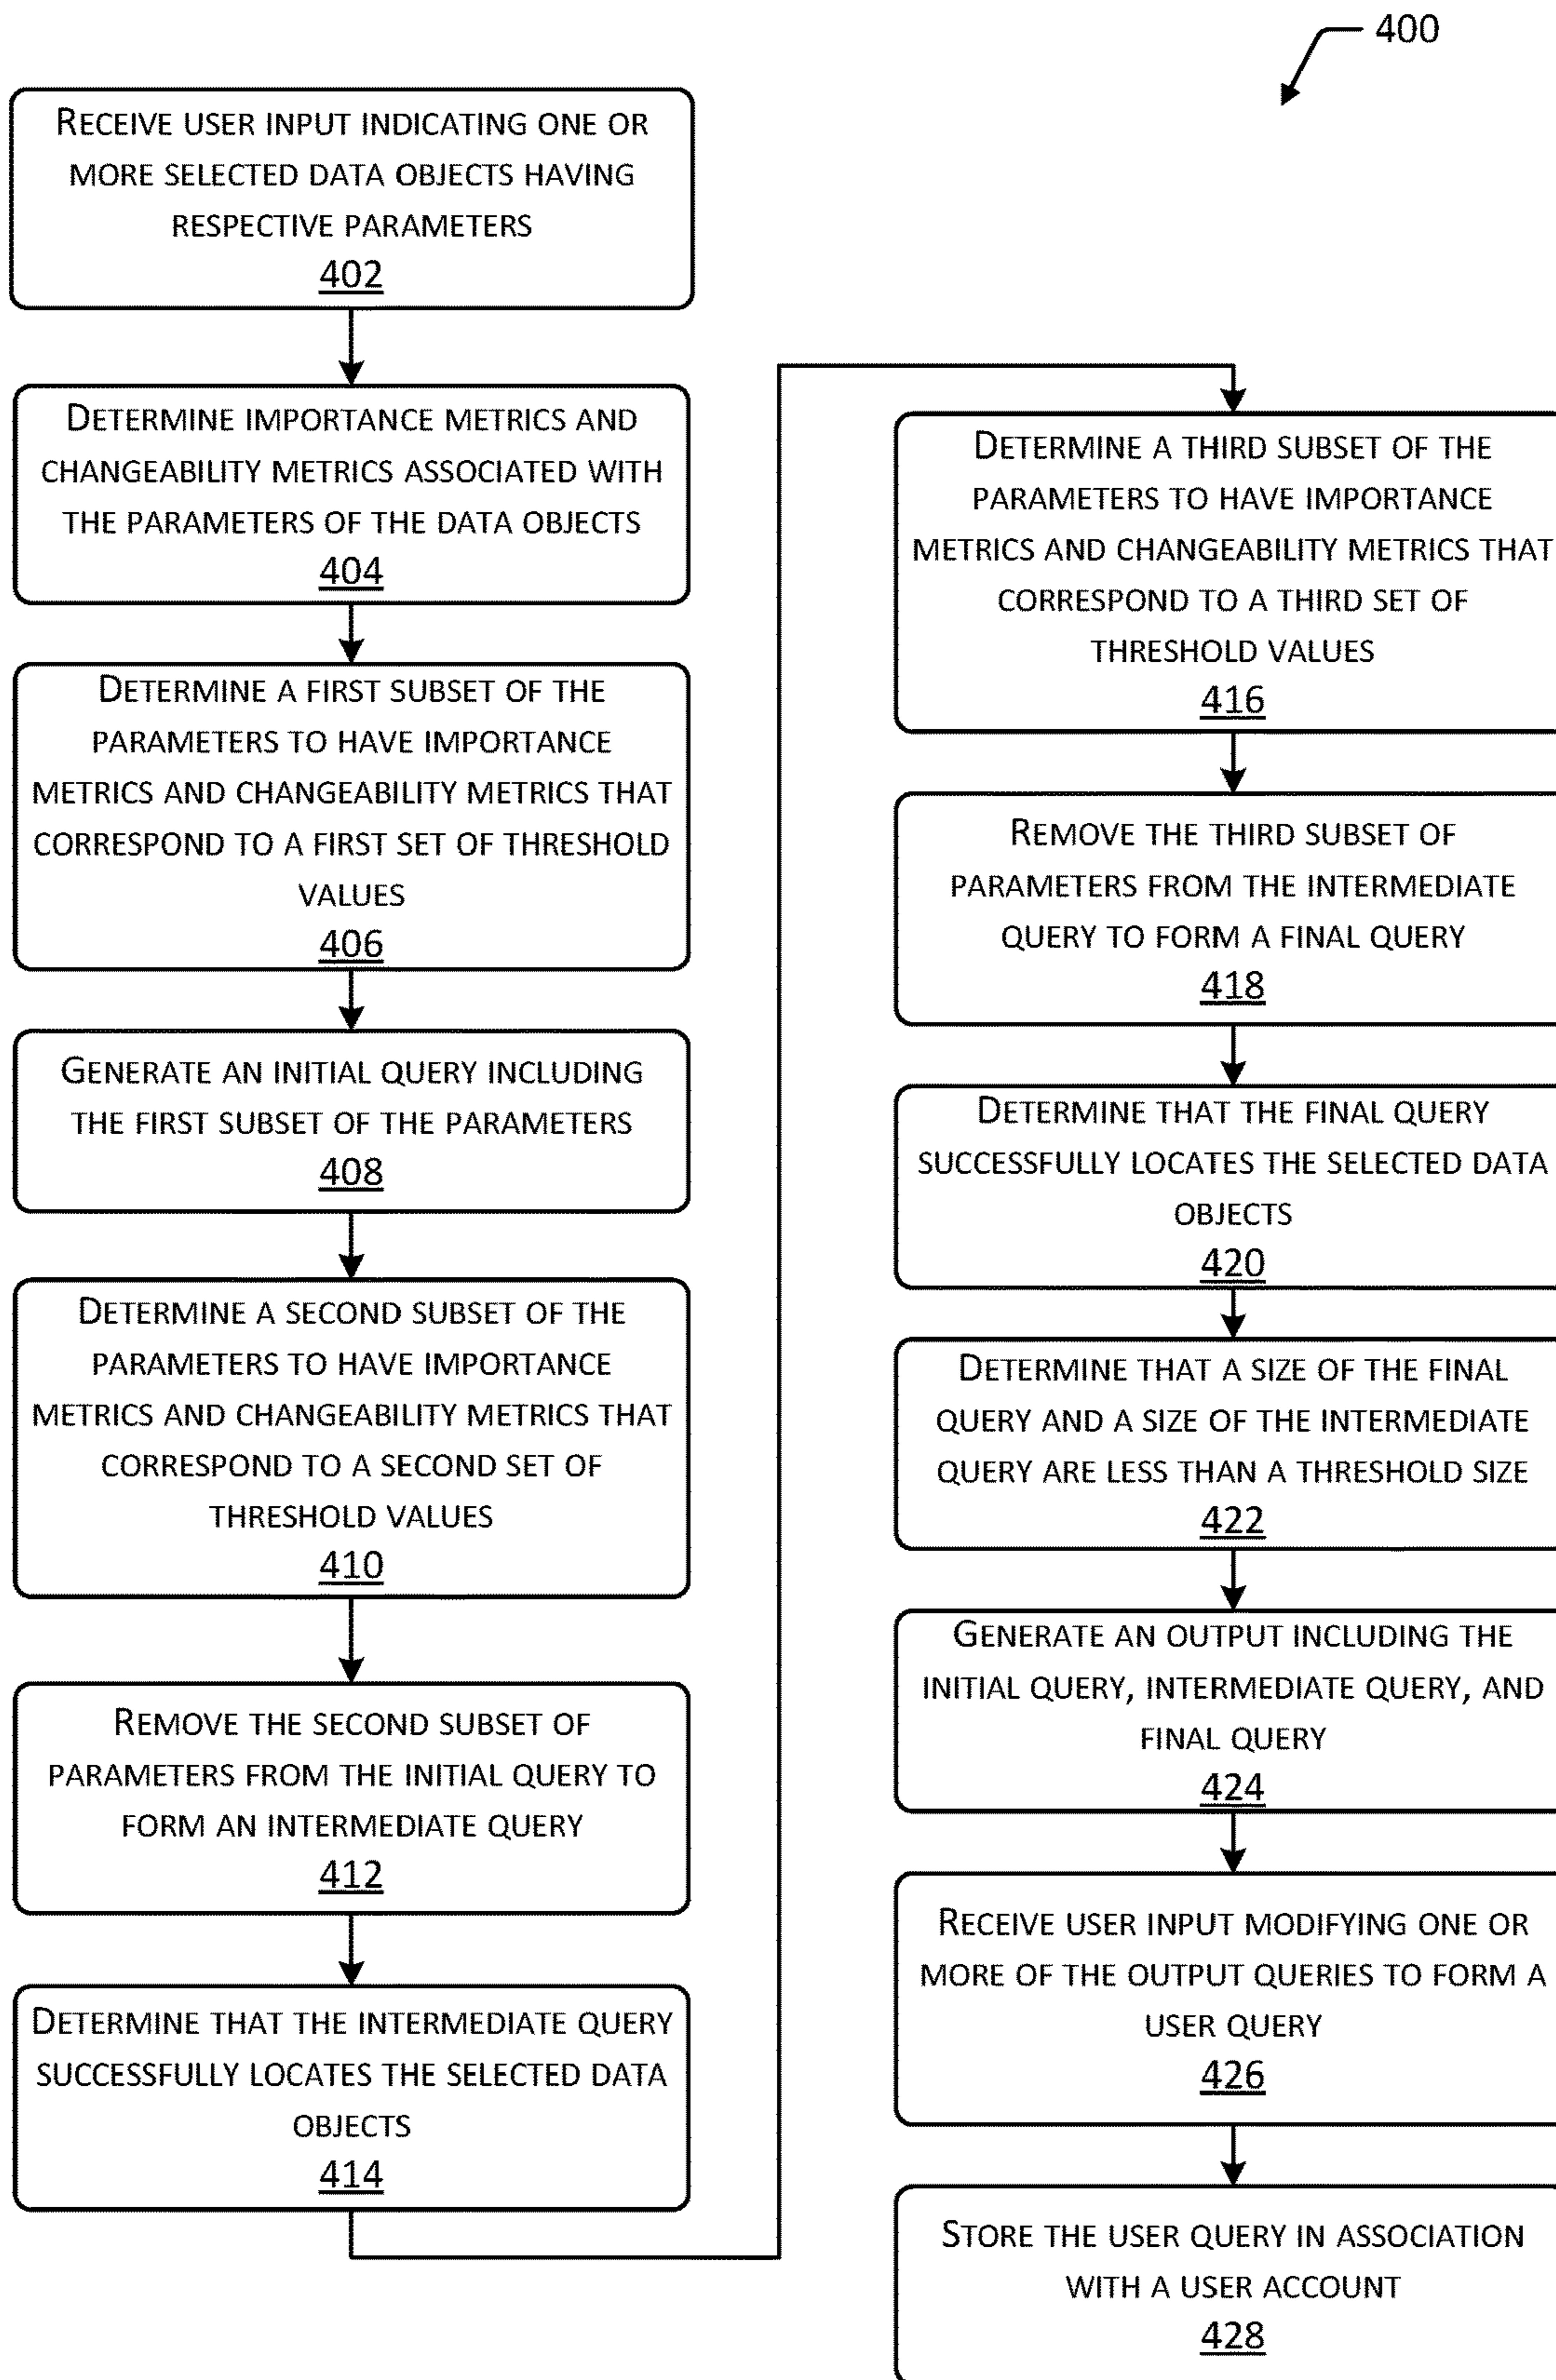 400
RECEIVE USER INPUT INDICATING ONE OR
MORE SELECTED DATA OBJECTS HAVING
RESPECTIVE PARAMETERS
402
DETERMINE IMPORTANCE METRICS AND
CHANGEABILITY METRICS ASSOCIATED WITH
THE PARAMETERS OF THE DATA OBJECTS
404
DETERMINE A FIRST SUBSET OF THE
PARAMETERS TO HAVE IMPORTANCE
METRICS AND CHANGEABILITY METRICS THAT
CORRESPOND TO A FIRST SET OF THRESHOLD
VALUES
406
GENERATE AN INITIAL QUERY INCLUDING
THE FIRST SUBSET OF THE PARAMETERS
408
DETERMINE A SECOND SUBSET OF THE
PARAMETERS TO HAVE IMPORTANCE
METRICS AND CHANGEABILITY METRICS THAT
CORRESPOND TO A SECOND SET OF
THRESHOLD VALUES
410
REMOVE THE SECOND SUBSET OF
PARAMETERS FROM THE INITIAL QUERY TO
FORM AN INTERMEDIATE QUERY
412
DETERMINE THAT THE INTERMEDIATE QUERY
SUCCESSFULLY LOCATES THE SELECTED DATA
OBJECTS
414
DETERMINE A THIRD SUBSET OF THE
PARAMETERS TO HAVE IMPORTANCE
METRICS AND CHANGEABILITY METRICS THAT
CORRESPOND TO A THIRD SET OF
THRESHOLD VALUES
416
REMOVE THE THIRD SUBSET OF
PARAMETERS FROM THE INTERMEDIATE
QUERY TO FORM A FINAL QUERY
418
DETERMINE THAT THE FINAL QUERY
SUCCESSFULLY LOCATES THE SELECTED DATA
OBJECTS
420
DETERMINE THAT A SIZE OF THE FINAL
QUERY AND A SIZE OF THE INTERMEDIATE
QUERY ARE LESS THAN A THRESHOLD SIZE
422
GENERATE AN OUTPUT INCLUDING THE
INITIAL QUERY, INTERMEDIATE QUERY, AND
FINAL QUERY
424
RECEIVE USER INPUT MODIFYING ONE OR
MORE OF THE OUTPUT QUERIES TO FORM A
USER QUERY
426
STORE THE USER QUERY IN ASSOCIATION
WITH A USER ACCOUNT
428